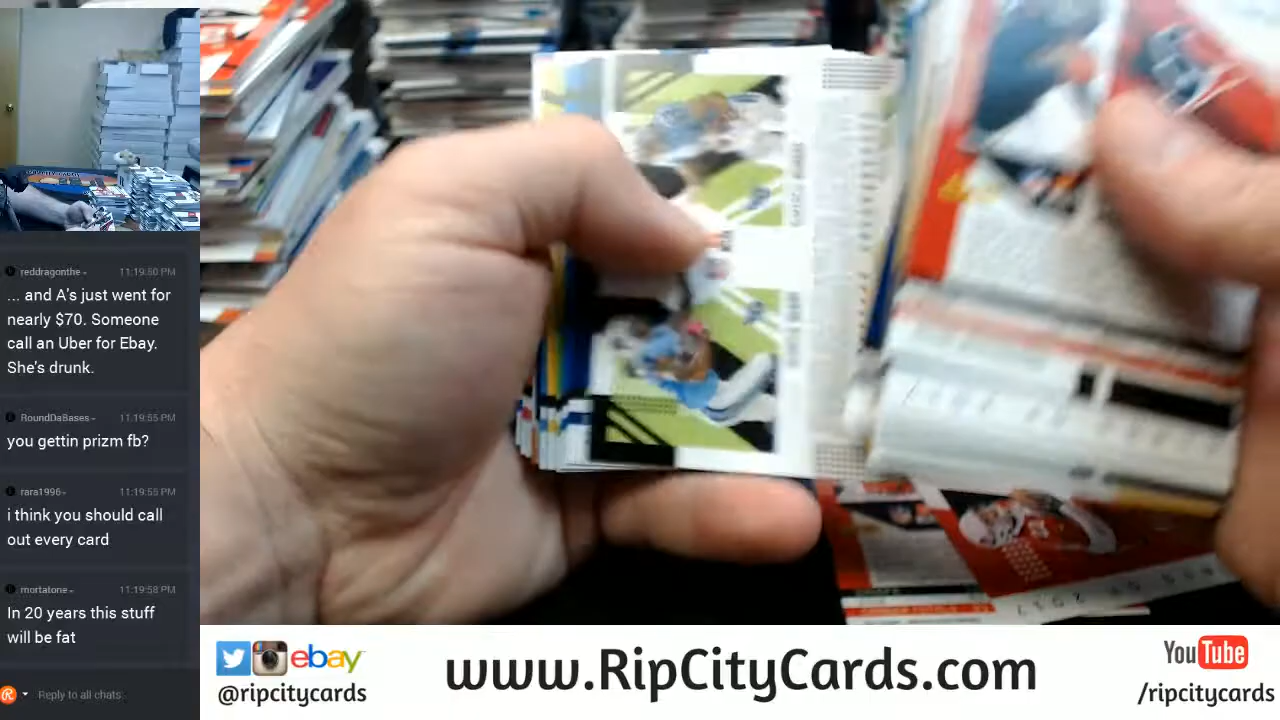 reddragonthe 11:19:50 PM
... and A's just went for
nearly $70. Someone
call an Uber for Ebay.
She's drunk.
RoundDaBases 11:19:55 PM
you gettin prizm fb?
rara1996 11:19:55 PM
i think you should call
out every card
mortatone 11:19:58 PM
In 20 years this stuff
will be fat
Reply to all chats:
ebay
@ripcitycards
www.RipCityCards.com
YouTube
/ripcitycards